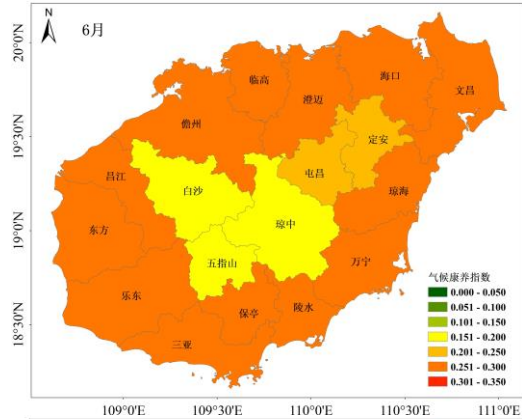 N
6月
20°0′N
19°30′N
19°0′N
18°30′N
临高
海口
澄迈
文昌
儋州
定安
屯昌
昌江
白沙
琼海
琼中
东方
五指山
万宁
乐东
保亭
陵水
三亚
气候康养指数
0.000 - 0.050
0.051 - 0.100
0.101 - 0.150
0.151 - 0.200
0.201 - 0.250
0.251 - 0.300
0.301 - 0.350
109°0′E
109°30′E
110°0′E
110°30′E
111°0′E